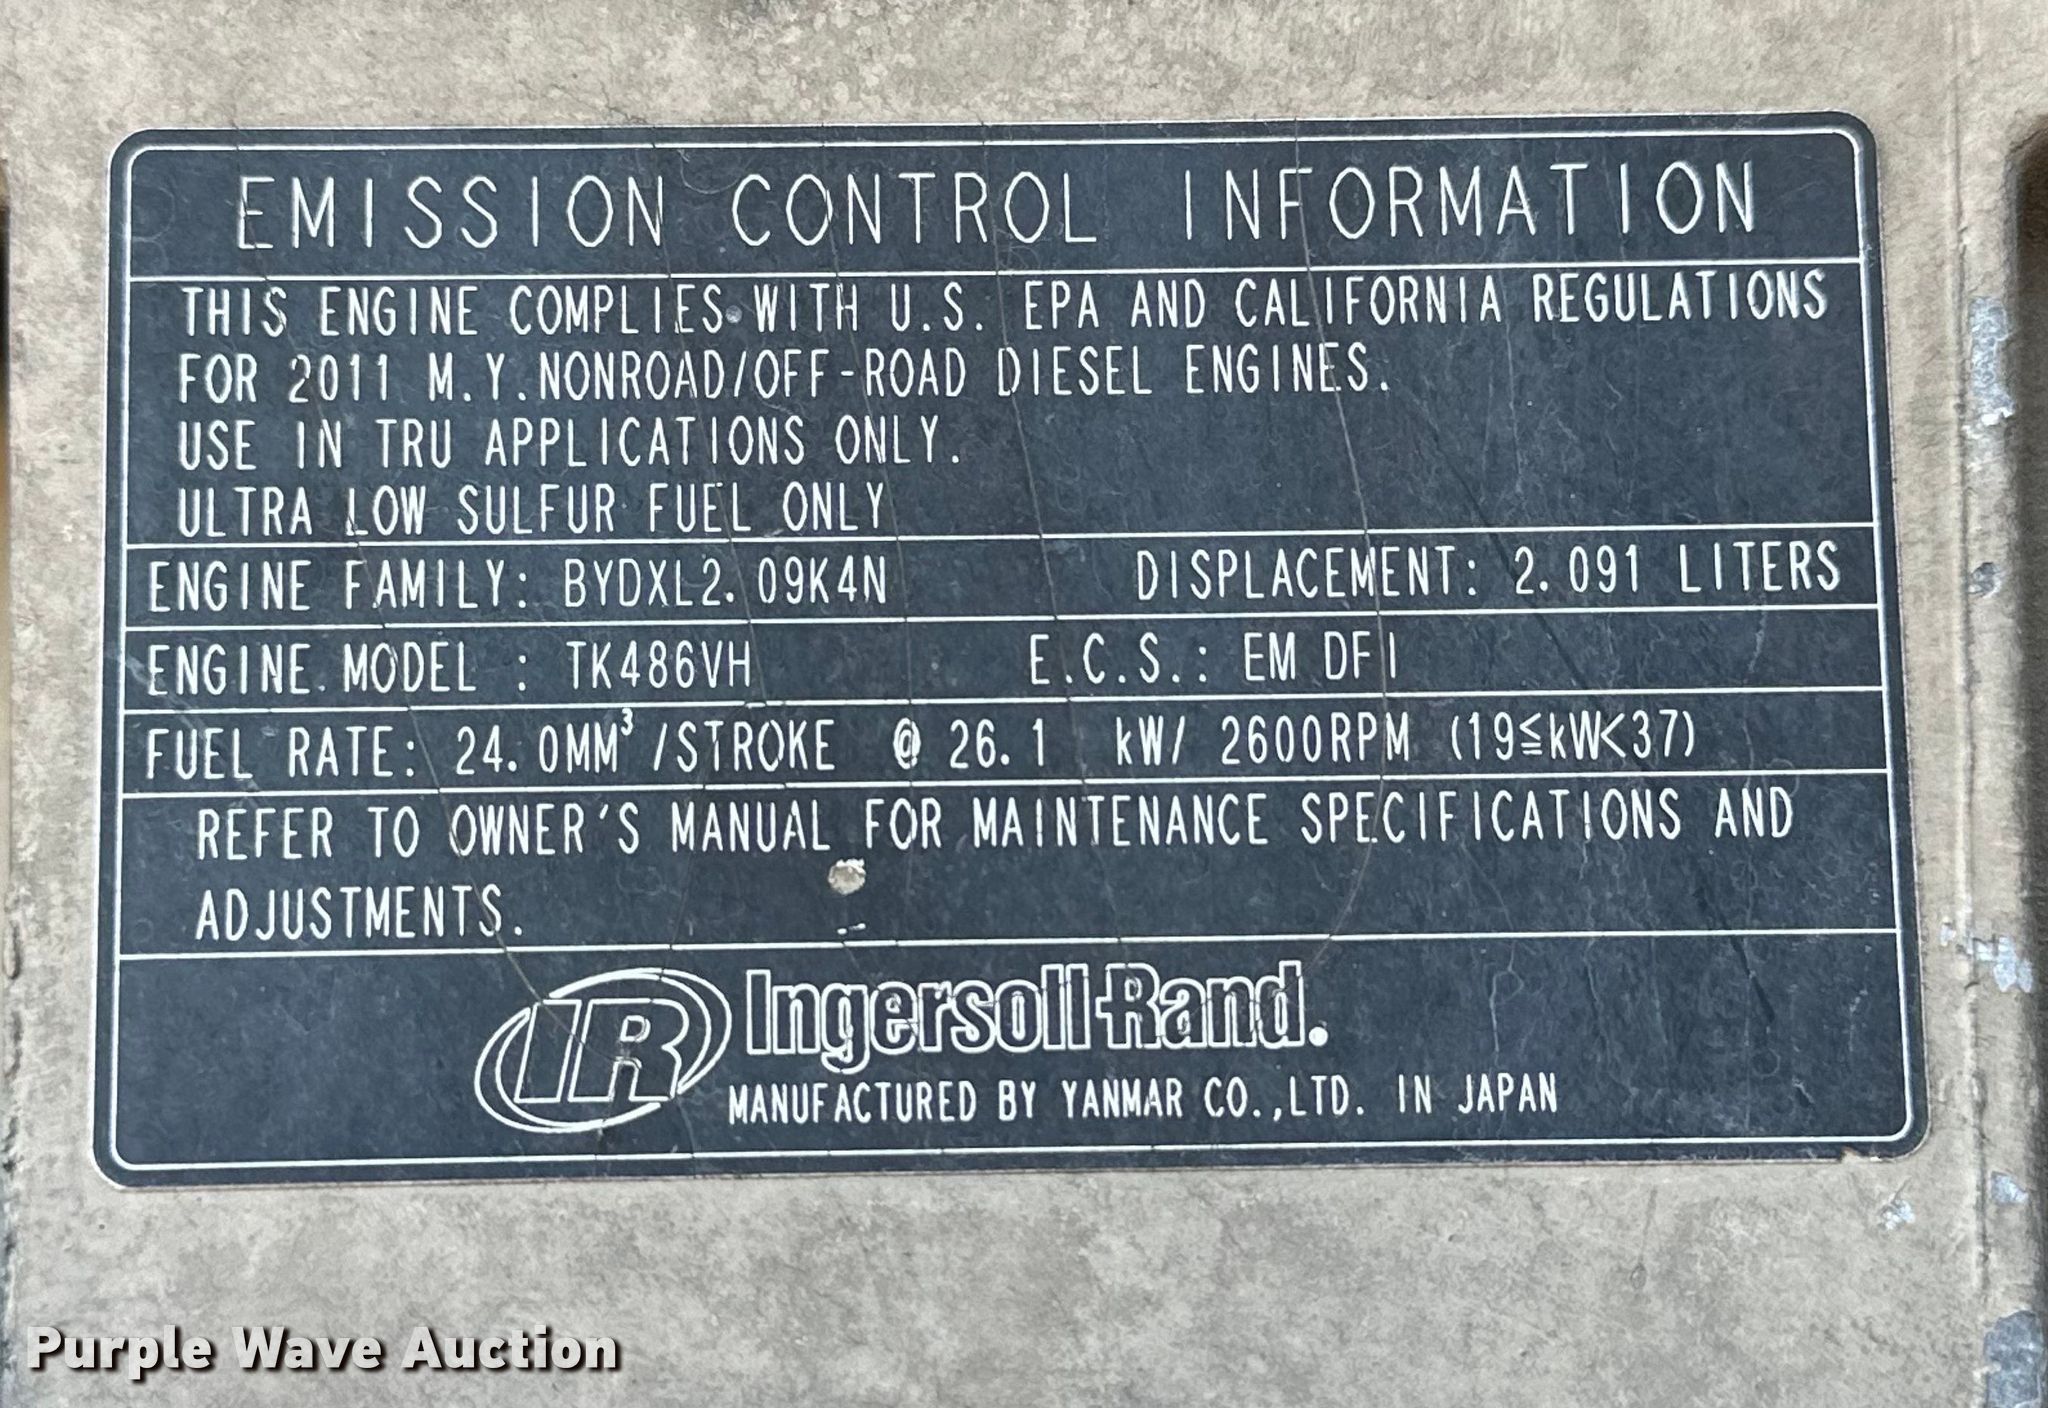 EMISSION CONTROL INFORMATION
THIS ENGINE COMPLIES WITH U.S. EPA AND CALIFORNIA REGULATIONS
FOR 2011 M.Y.NONROAD/OFF-ROAD DIESEL ENGINES.
USE IN TRU APPLICATIONS ONLY.
ULTRA LOW SULFUR FUEL ONLY
ENGINE FAMILY: BYDXL2.09K4N DISPLACEMENT: 2.091 LITERS
ENGINE MODEL : TK486VH E.C.S.: EM DFI
FUEL RATE: 24.0MM³/STROKE @ 26.1 kW/ 2600RPM (19≦kW<37)
REFER TO OWNER'S MANUAL FOR MAINTENANCE SPECIFICATIONS AND
ADJUSTMENTS.
IR Ingersoll-Rand.
MANUFACTURED BY YANMAR CO.,LTD. IN JAPAN
Purple Wave Auction